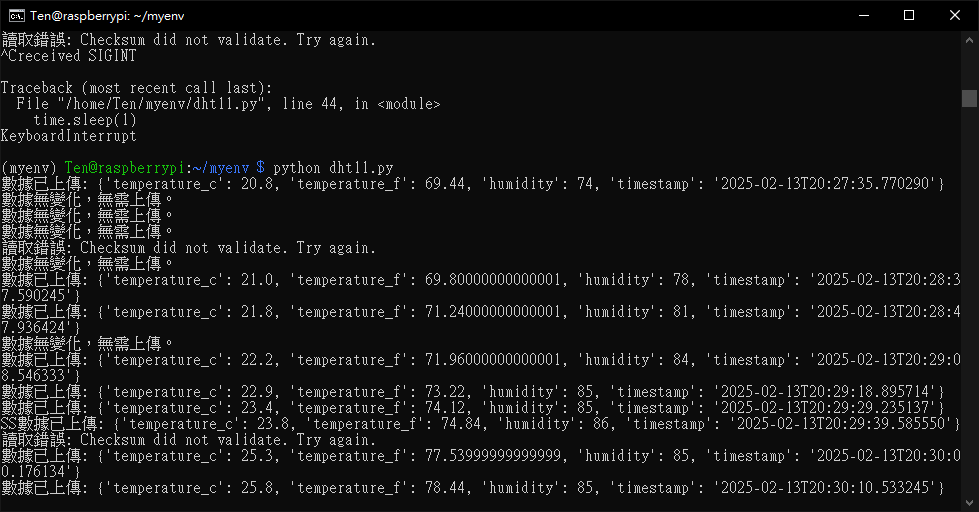 Ten@raspberrypi: ~/myenv
讀取錯誤: Checksum did not validate. Try again.
^Creceived SIGINT
Traceback (most recent call last):
  File "/home/Ten/myenv/dht11.py", line 44, in <module>
    time.sleep(1)
KeyboardInterrupt
(myenv) Ten@raspberrypi:~/myenv $ python dht11.py
數據已上傳: {'temperature_c': 20.8, 'temperature_f': 69.44, 'humidity': 74, 'timestamp': '2025-02-13T20:27:35.770290'}
數據無變化，無需上傳。
數據無變化，無需上傳。
數據無變化，無需上傳。
讀取錯誤: Checksum did not validate. Try again.
數據無變化，無需上傳。
數據已上傳: {'temperature_c': 21.0, 'temperature_f': 69.80000000000001, 'humidity': 78, 'timestamp': '2025-02-13T20:28:3
7.590245'}
數據已上傳: {'temperature_c': 21.8, 'temperature_f': 71.24000000000001, 'humidity': 81, 'timestamp': '2025-02-13T20:28:4
7.936424'}
數據無變化，無需上傳。
數據已上傳: {'temperature_c': 22.2, 'temperature_f': 71.96000000000001, 'humidity': 84, 'timestamp': '2025-02-13T20:29:0
8.546333'}
數據已上傳: {'temperature_c': 22.9, 'temperature_f': 73.22, 'humidity': 85, 'timestamp': '2025-02-13T20:29:18.895714'}
數據已上傳: {'temperature_c': 23.4, 'temperature_f': 74.12, 'humidity': 85, 'timestamp': '2025-02-13T20:29:29.235137'}
SS數據已上傳: {'temperature_c': 23.8, 'temperature_f': 74.84, 'humidity': 86, 'timestamp': '2025-02-13T20:29:39.585550'}
讀取錯誤: Checksum did not validate. Try again.
數據已上傳: {'temperature_c': 25.3, 'temperature_f': 77.53999999999999, 'humidity': 85, 'timestamp': '2025-02-13T20:30:0
0.176134'}
數據已上傳: {'temperature_c': 25.8, 'temperature_f': 78.44, 'humidity': 85, 'timestamp': '2025-02-13T20:30:10.533245'}